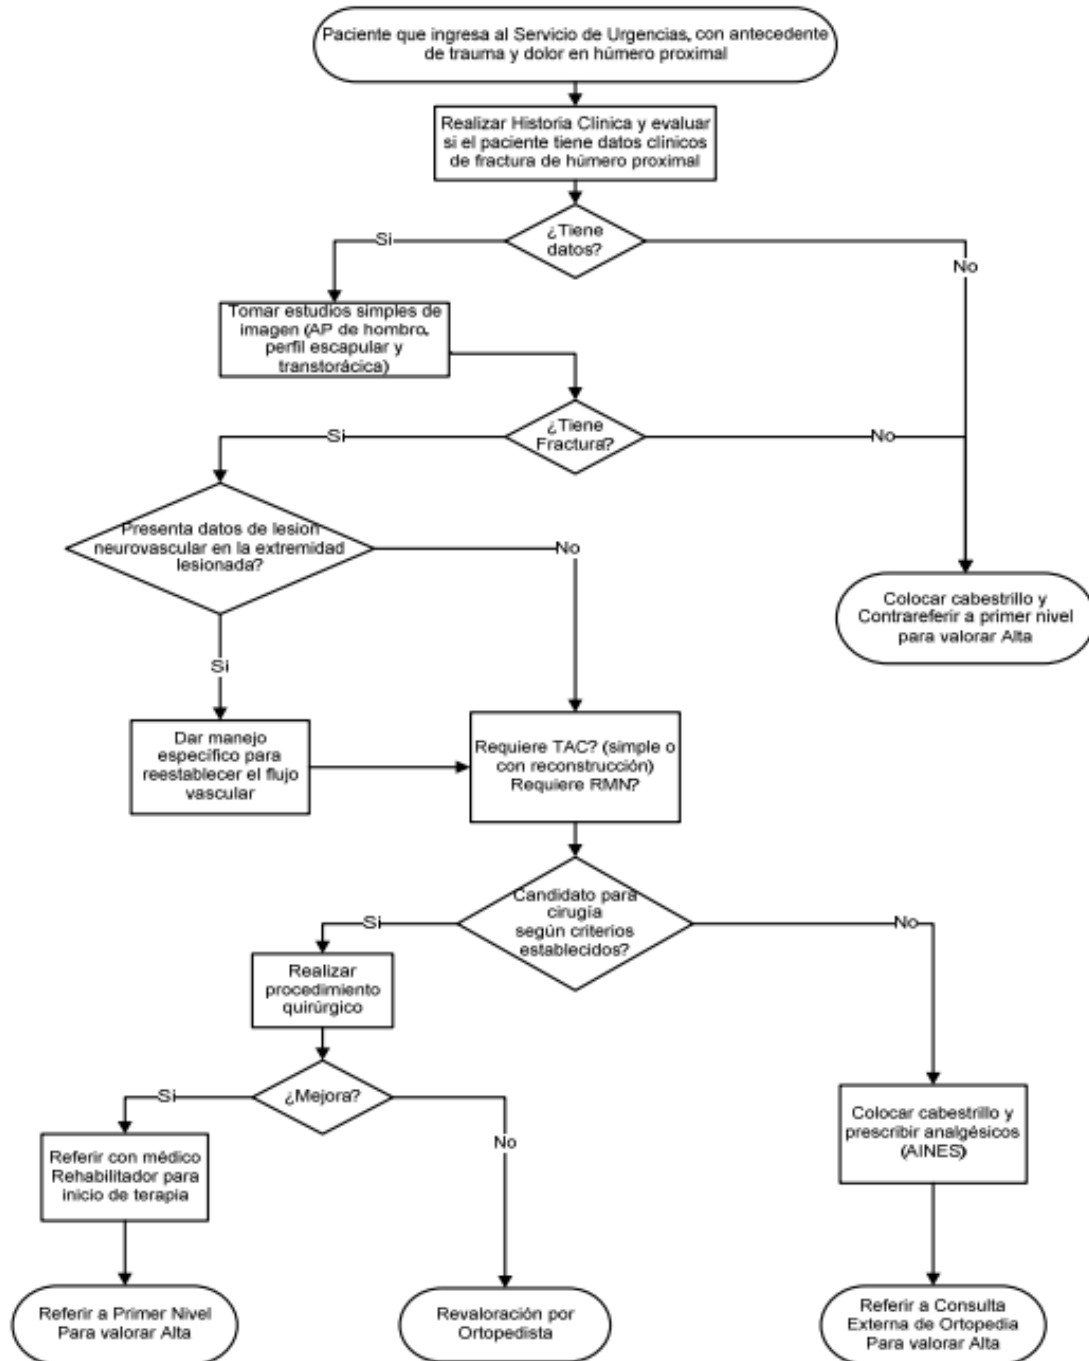 Paciente que ingresa al Servicio de Urgencias, con antecedente
de trauma y dolor en húmero proximal
Realizar Historia Clinica y evaluar
si el paciente tiene datos clínicos
de fractura de húmero proximal
¿Tiene
datos?
Si
No
Tomar estudios simples de
imagen (AP de hombro,
perfil escapular y
transtorácica)
¿Tiene
Fractura?
Si
No
Presenta datos de lesion
neurovascular en la extremidad
lesionada?
No
Si
Colocar cabestrillo y
Contrareferir a primer nivel
para valorar Alta
Dar manejo
específico para
reestablecer el flujo
vascular
Requiere TAC? (simple o
con reconstrucción)
Requiere RMN?
Candidato para
cirugía
según criterios
establecidos?
Si
No
Realizar
procedimiento
quirúrgico
¿Mejora?
Si
No
Referir con médico
Rehabilitador para
inicio de terapia
Colocar cabestrillo y
prescribir analgésicos
(AINES)
Referir a Primer Nivel
Para valorar Alta
Revaloración por
Ortopedista
Referir a Consulta
Externa de Ortopedia
Para valorar Alta